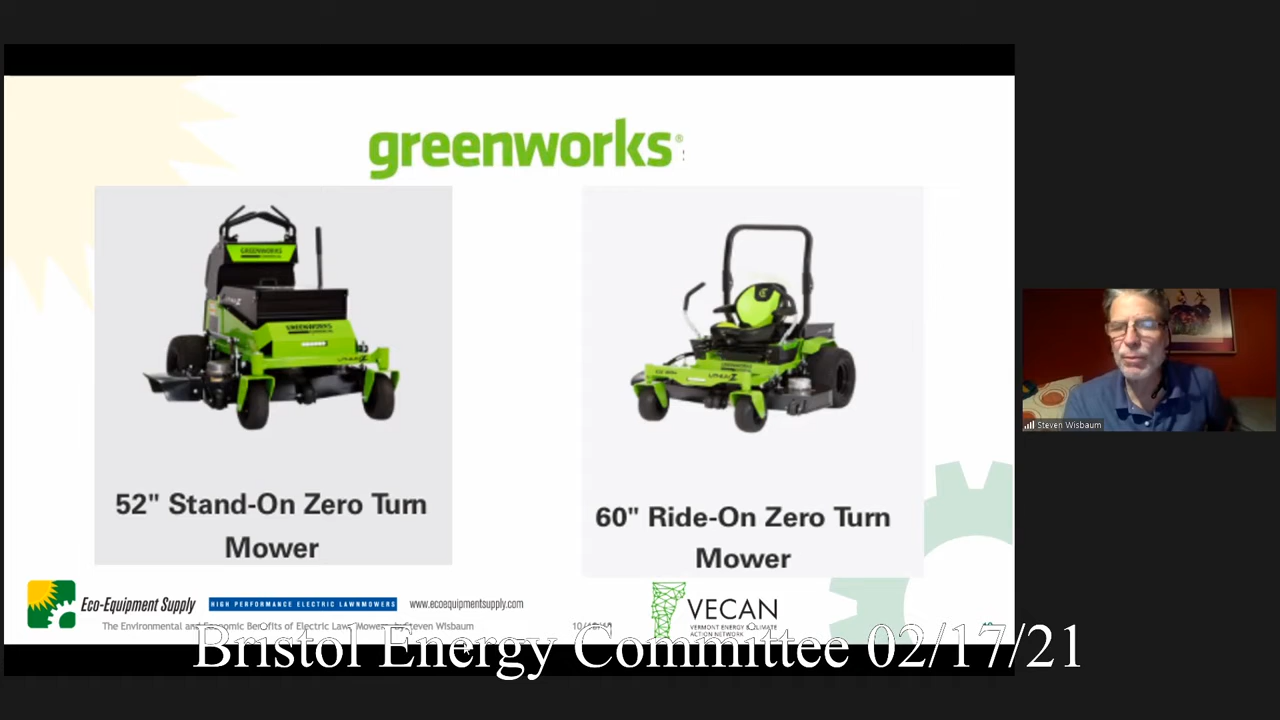 greenworks®
GREENWORKS
GREENWORKS
52" Stand-On Zero Turn
Mower
60" Ride-On Zero Turn
Mower
Eco-Equipment Supply
HIGH PERFORMANCE ELECTRIC LAWNMOWERS
www.ecoequipmentsupply.com
VECAN
VERMONT ENERGY & CLIMATE
ACTION NETWORK
The Environmental and Economic Benefits of Electric Lawn Mowers by Steven Wisbaum
Steven Wisbaum
Bristol Energy Committee 02/17/21